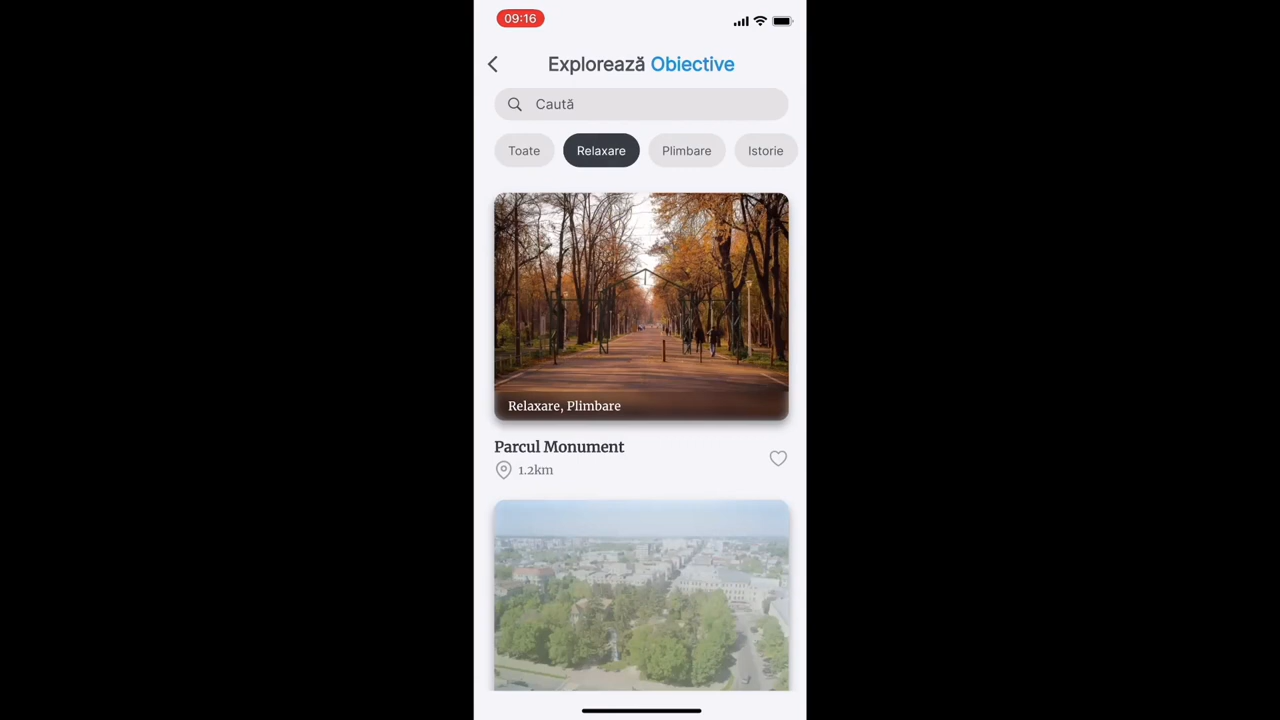 09:16
Explorează Obiective
Caută
Toate Relaxare Plimbare Istorie
Relaxare, Plimbare
Parcul Monument
1.2km